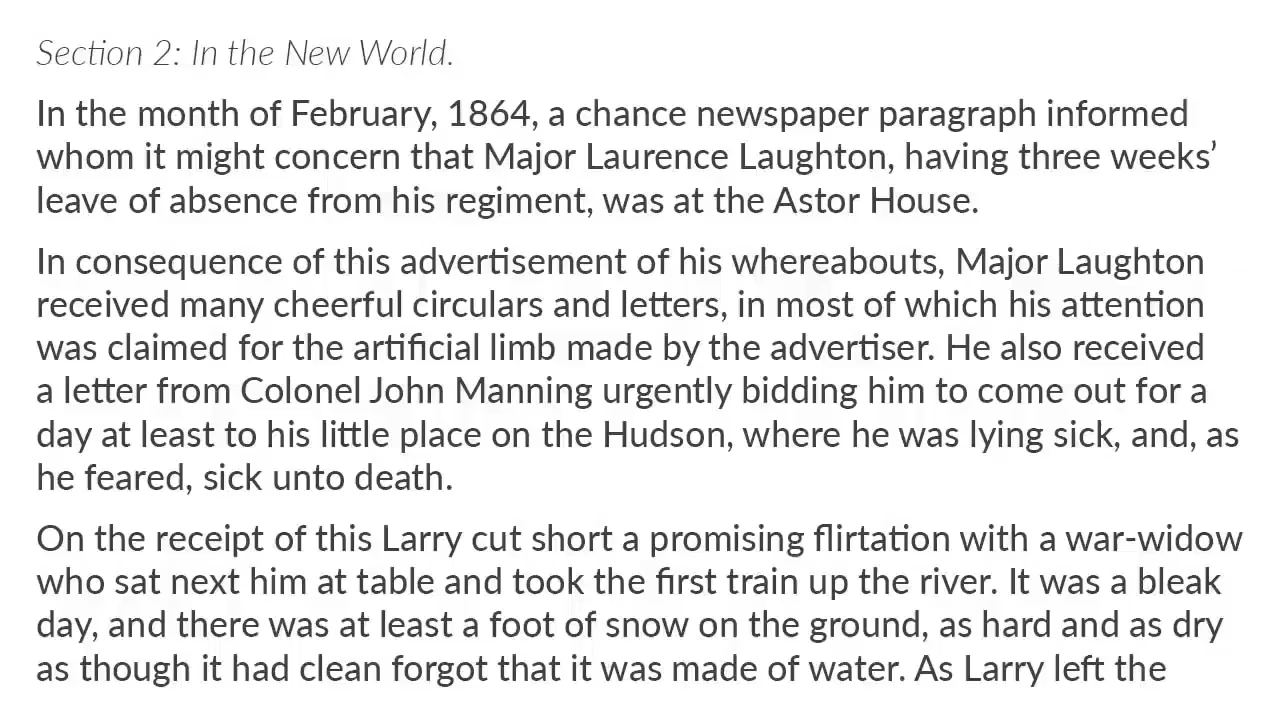 Section 2: In the New World.
In the month of February, 1864, a chance newspaper paragraph informed
whom it might concern that Major Laurence Laughton, having three weeks’
leave of absence from his regiment, was at the Astor House.
In consequence of this advertisement of his whereabouts, Major Laughton
received many cheerful circulars and letters, in most of which his attention
was claimed for the artificial limb made by the advertiser. He also received
a letter from Colonel John Manning urgently bidding him to come out for a
day at least to his little place on the Hudson, where he was lying sick, and, as
he feared, sick unto death.
On the receipt of this Larry cut short a promising flirtation with a war-widow
who sat next him at table and took the first train up the river. It was a bleak
day, and there was at least a foot of snow on the ground, as hard and as dry
as though it had clean forgot that it was made of water. As Larry left the